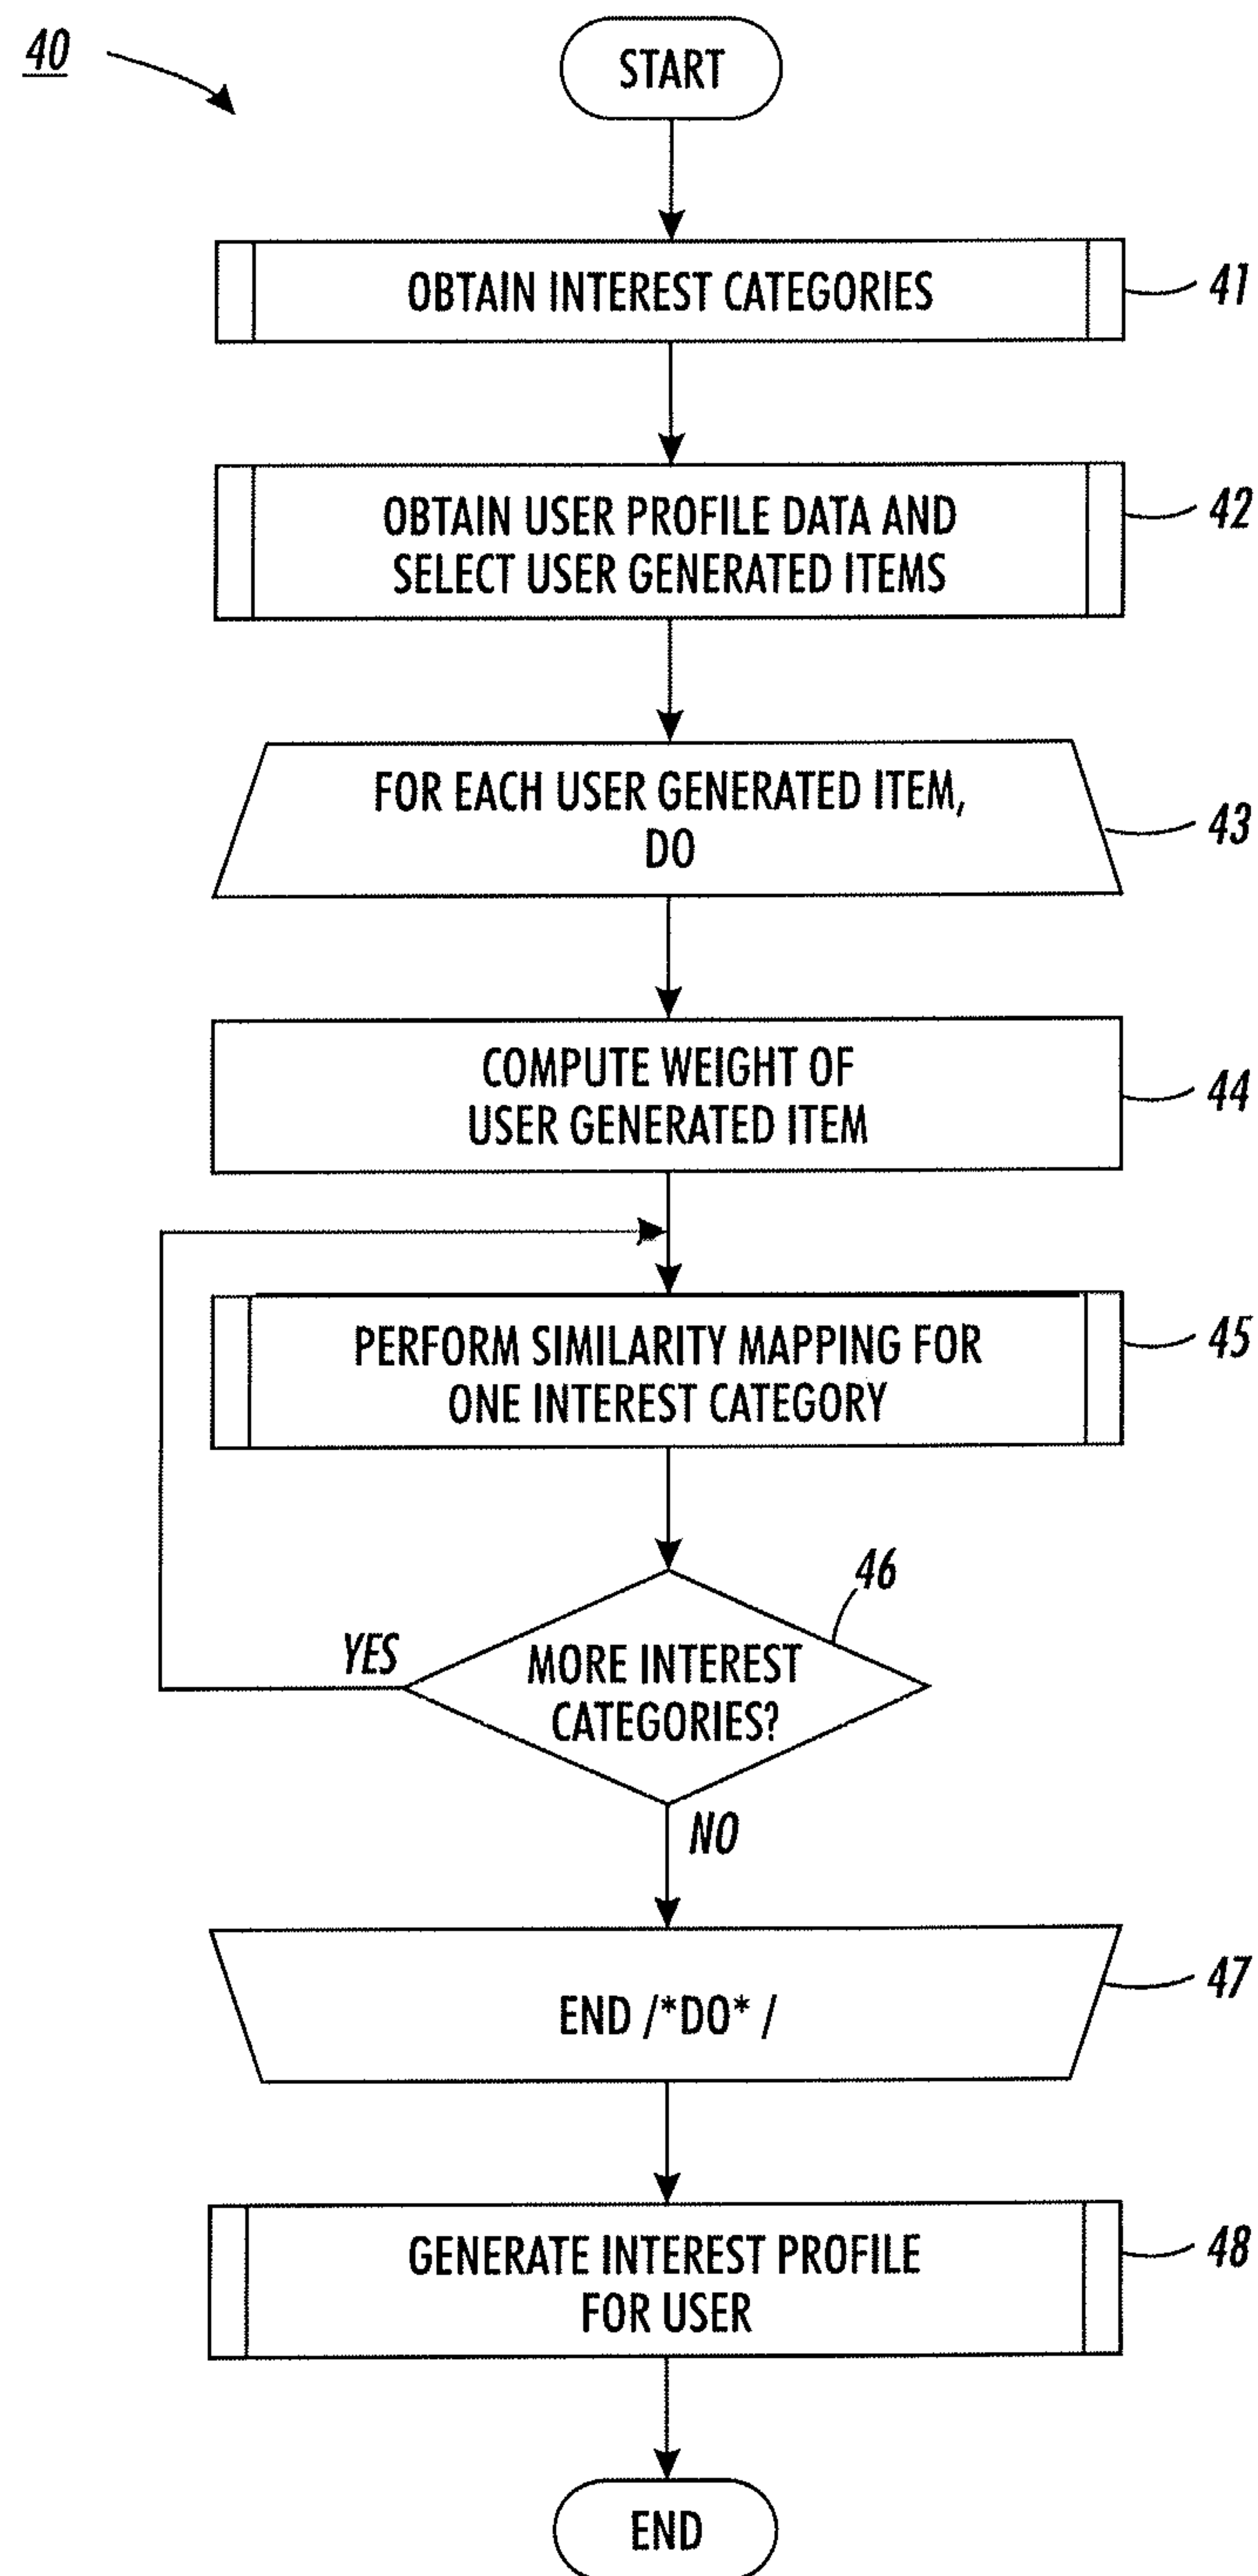 40
START
OBTAIN INTEREST CATEGORIES
41
OBTAIN USER PROFILE DATA AND
SELECT USER GENERATED ITEMS
42
FOR EACH USER GENERATED ITEM,
DO
43
COMPUTE WEIGHT OF
USER GENERATED ITEM
44
PERFORM SIMILARITY MAPPING FOR
ONE INTEREST CATEGORY
45
46
YES
MORE INTEREST
CATEGORIES?
NO
END /*DO* /
47
GENERATE INTEREST PROFILE
FOR USER
48
END